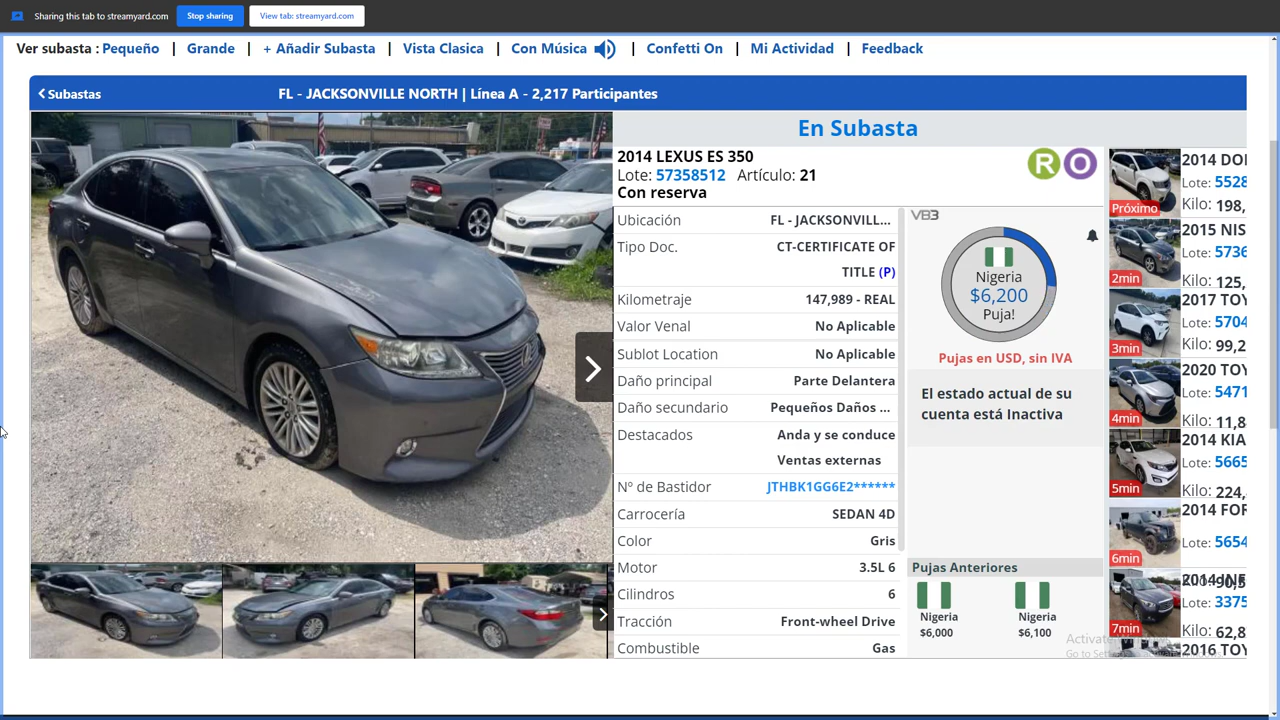 Sharing this tab to streamyard.com
Stop sharing
View tab: streamyard.com
Ver subasta : Pequeño | Grande | + Añadir Subasta | Vista Clasica | Con Música | Confetti On | Mi Actividad | Feedback
Subastas
FL - JACKSONVILLE NORTH | Línea A - 2,217 Participantes
En Subasta
2014 LEXUS ES 350
Lote: 57358512 Artículo: 21
Con reserva
R O
Ubicación FL - JACKSONVILL...
Tipo Doc. CT-CERTIFICATE OF
TITLE (P)
Kilometraje 147,989 - REAL
Valor Venal No Aplicable
Sublot Location No Aplicable
Daño principal Parte Delantera
Daño secundario Pequeños Daños ...
Destacados Anda y se conduce
Ventas externas
Nº de Bastidor JTHBK1GG6E2******
Carrocería SEDAN 4D
Color Gris
Motor 3.5L 6
Cilindros 6
Tracción Front-wheel Drive
Combustible Gas
VB3
Nigeria
$6,200
Puja!
Pujas en USD, sin IVA
El estado actual de su
cuenta está Inactiva
Pujas Anteriores
Nigeria Nigeria
$6,000 $6,100
2014 DO
Lote: 5528
Próximo
Kilo: 198,
2015 NIS
Lote: 5736
2min
Kilo: 125,
2017 TOY
Lote: 5704
3min
Kilo: 99,2
2020 TOY
Lote: 5471
4min
Kilo: 11,8
2014 KIA
Lote: 5665
5min
Kilo: 224,
2014 FOR
Lote: 5654
6min
Lote: 3375
7min
Kilo: 62,8
2016 TOY
Activate Windows